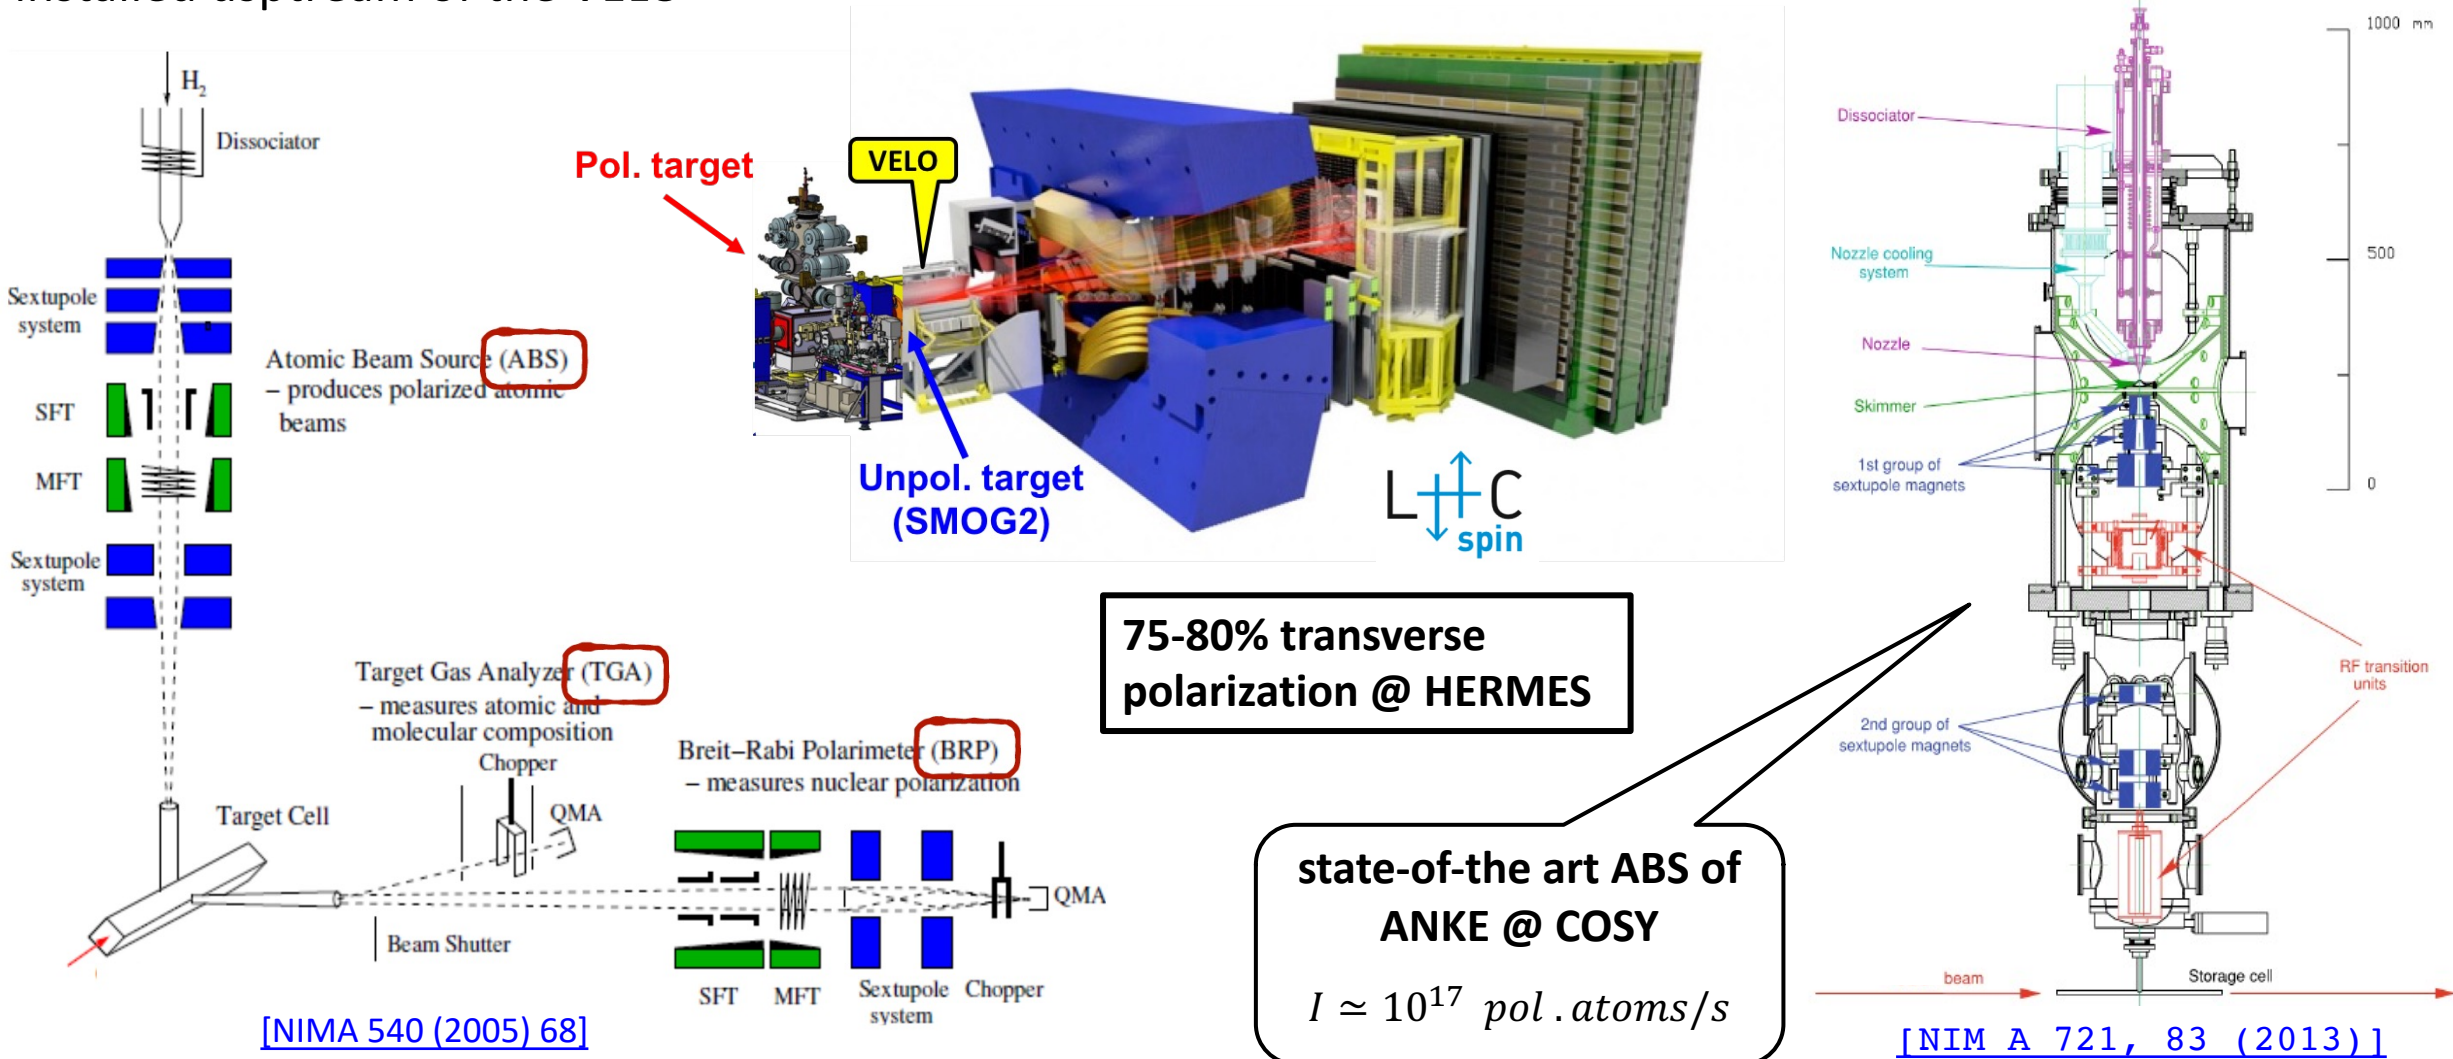 installed upstream of the VELO
H2
Dissociator
Sextupole
system
Atomic Beam Source (ABS)
– produces polarized atomic
beams
SFT
MFT
Sextupole
system
Target Gas Analyzer (TGA)
– measures atomic and
molecular composition
Chopper
QMA
Breit–Rabi Polarimeter (BRP)
– measures nuclear polarization
Target Cell
Beam Shutter
QMA
SFT
MFT
Sextupole
system
Chopper
[NIMA 540 (2005) 68]
Pol. target
VELO
Unpol. target
(SMOG2)
LHC
spin
75-80% transverse
polarization @ HERMES
state-of-the art ABS of
ANKE @ COSY
I ≃ 10^17 pol.atoms/s
1000 mm
500
0
Dissociator
Nozzle cooling
system
Nozzle
Skimmer
1st group of
sextupole magnets
RF transition
units
2nd group of
sextupole magnets
beam
Storage cell
[NIM A 721, 83 (2013)]